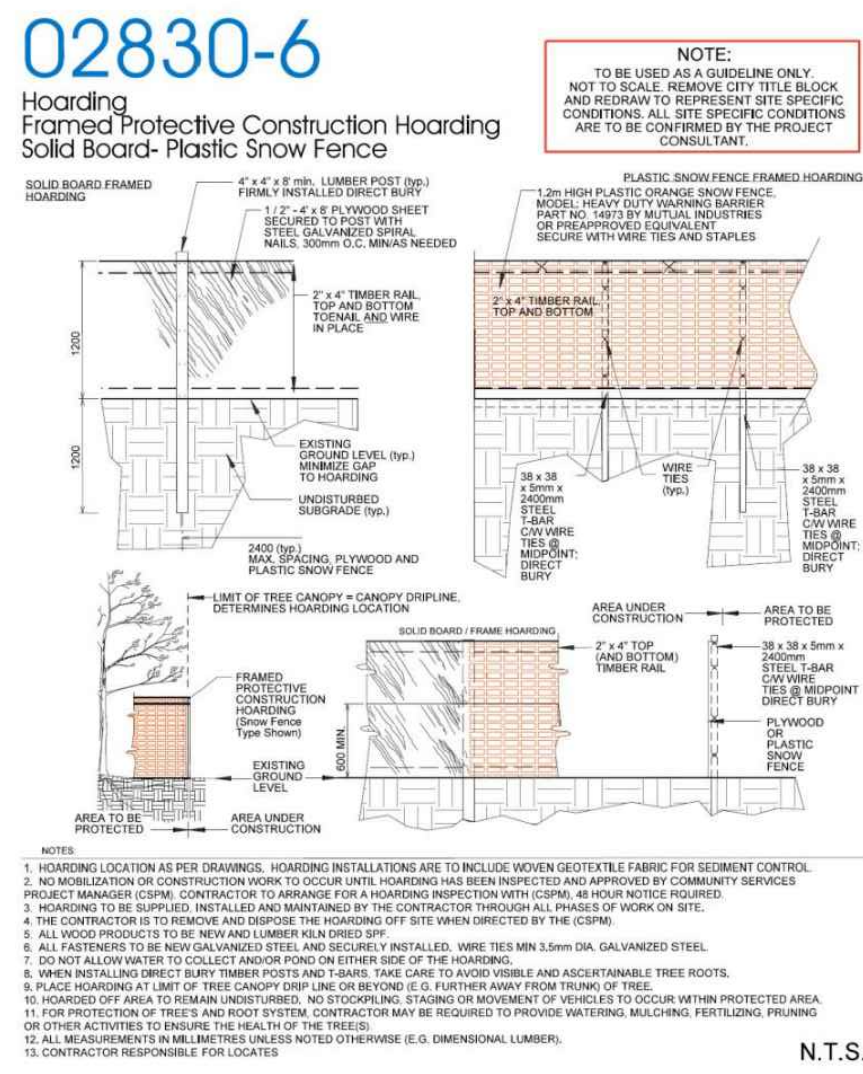 02830-6
Hoarding
Framed Protective Construction Hoarding
Solid Board- Plastic Snow Fence
NOTE:
TO BE USED AS A GUIDELINE ONLY.
NOT TO SCALE. REMOVE CITY TITLE BLOCK
AND REDRAW TO REPRESENT SITE SPECIFIC
CONDITIONS. ALL SITE SPECIFIC CONDITIONS
ARE TO BE CONFIRMED BY THE PROJECT
CONSULTANT.
SOLID BOARD FRAMED
HOARDING
4" x 4" x 8' min. LUMBER POST (typ.)
FIRMLY INSTALLED DIRECT BURY
1 / 2" - 4' x 8' PLYWOOD SHEET
SECURED TO POST WITH
STEEL GALVANIZED SPIRAL
NAILS, 300mm O.C. MIN/AS NEEDED
2" x 4" TIMBER RAIL,
TOP AND BOTTOM
TOENAIL AND WIRE
IN PLACE
1200
1200
EXISTING
GROUND LEVEL (typ.)
MINIMIZE GAP
TO HOARDING
UNDISTURBED
SUBGRADE (typ.)
2400 (typ.)
MAX. SPACING, PLYWOOD AND
PLASTIC SNOW FENCE
PLASTIC SNOW FENCE FRAMED HOARDING
1.2m HIGH PLASTIC ORANGE SNOW FENCE,
MODEL: HEAVY DUTY WARNING BARRIER
PART NO. 14973 BY MUTUAL INDUSTRIES
OR PREAPPROVED EQUIVALENT
SECURE WITH WIRE TIES AND STAPLES
2" x 4" TIMBER RAIL,
TOP AND BOTTOM
38 x 38
x 5mm x
2400mm
STEEL
T-BAR
C/W WIRE
TIES @
MIDPOINT:
DIRECT
BURY
WIRE
TIES
(typ.)
38 x 38
x 5mm x
2400mm
STEEL
T-BAR
C/W WIRE
TIES @
MIDPOINT:
DIRECT
BURY
LIMIT OF TREE CANOPY = CANOPY DRIPLINE,
DETERMINES HOARDING LOCATION
FRAMED
PROTECTIVE
CONSTRUCTION
HOARDING
(Snow Fence
Type Shown)
EXISTING
GROUND
LEVEL
AREA TO BE
PROTECTED
AREA UNDER
CONSTRUCTION
SOLID BOARD / FRAME HOARDING
600 MIN.
2" x 4" TOP
(AND BOTTOM)
TIMBER RAIL
AREA UNDER
CONSTRUCTION
AREA TO BE
PROTECTED
38 x 38 x 5mm x
2400mm
STEEL T-BAR
C/W WIRE
TIES @ MIDPOINT
DIRECT BURY
PLYWOOD
OR
PLASTIC
SNOW
FENCE
NOTES:
1. HOARDING LOCATION AS PER DRAWINGS, HOARDING INSTALLATIONS ARE TO INCLUDE WOVEN GEOTEXTILE FABRIC FOR SEDIMENT CONTROL.
2. NO MOBILIZATION OR CONSTRUCTION WORK TO OCCUR UNTIL HOARDING HAS BEEN INSPECTED AND APPROVED BY COMMUNITY SERVICES
PROJECT MANAGER (CSPM). CONTRACTOR TO ARRANGE FOR A HOARDING INSPECTION WITH (CSPM), 48 HOUR NOTICE RQUIRED.
3. HOARDING TO BE SUPPLIED, INSTALLED AND MAINTAINED BY THE CONTRACTOR THROUGH ALL PHASES OF WORK ON SITE.
4. THE CONTRACTOR IS TO REMOVE AND DISPOSE THE HOARDING OFF SITE WHEN DIRECTED BY THE (CSPM).
5. ALL WOOD PRODUCTS TO BE NEW AND LUMBER KILN DRIED SPF.
6. ALL FASTENERS TO BE NEW GALVANIZED STEEL AND SECURELY INSTALLED, WIRE TIES MIN 3.5mm DIA. GALVANIZED STEEL.
7. DO NOT ALLOW WATER TO COLLECT AND/OR POND ON EITHER SIDE OF THE HOARDING.
8. WHEN INSTALLING DIRECT BURY TIMBER POSTS AND T-BARS. TAKE CARE TO AVOID VISIBLE AND ASCERTAINABLE TREE ROOTS.
9. PLACE HOARDING AT LIMIT OF TREE CANOPY DRIP LINE OR BEYOND (E.G. FURTHER AWAY FROM TRUNK) OF TREE.
10. HOARDED OFF AREA TO REMAIN UNDISTURBED, NO STOCKPILING, STAGING OR MOVEMENT OF VEHICLES TO OCCUR WITHIN PROTECTED AREA.
11. FOR PROTECTION OF TREE'S AND ROOT SYSTEM, CONTRACTOR MAY BE REQUIRED TO PROVIDE WATERING, MULCHING, FERTILIZING, PRUNING
OR OTHER ACTIVITIES TO ENSURE THE HEALTH OF THE TREE(S)
12. ALL MEASUREMENTS IN MILLIMETRES UNLESS NOTED OTHERWISE (E.G. DIMENSIONAL LUMBER).
13. CONTRACTOR RESPONSIBLE FOR LOCATES
N.T.S.